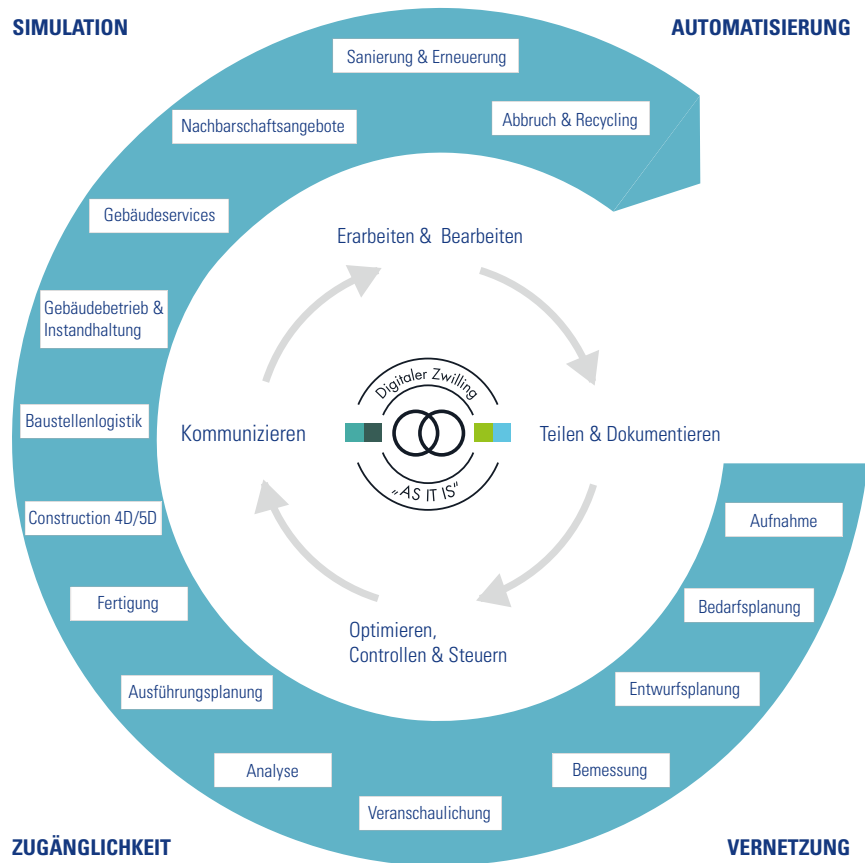 SIMULATION
AUTOMATISIERUNG
Sanierung & Erneuerung
Abbruch & Recycling
Nachbarschaftsangebote
Gebäudeservices
Gebäudebetrieb &
Instandhaltung
Baustellenlogistik
Construction 4D/5D
Fertigung
Ausführungsplanung
Analyse
Veranschaulichung
Bemessung
Entwurfsplanung
Bedarfsplanung
Aufnahme
Erarbeiten & Bearbeiten
Teilen & Dokumentieren
Optimieren,
Controllen & Steuern
Kommunizieren
Digitaler Zwilling
„AS IT IS“
ZUGÄNGLICHKEIT
VERNETZUNG